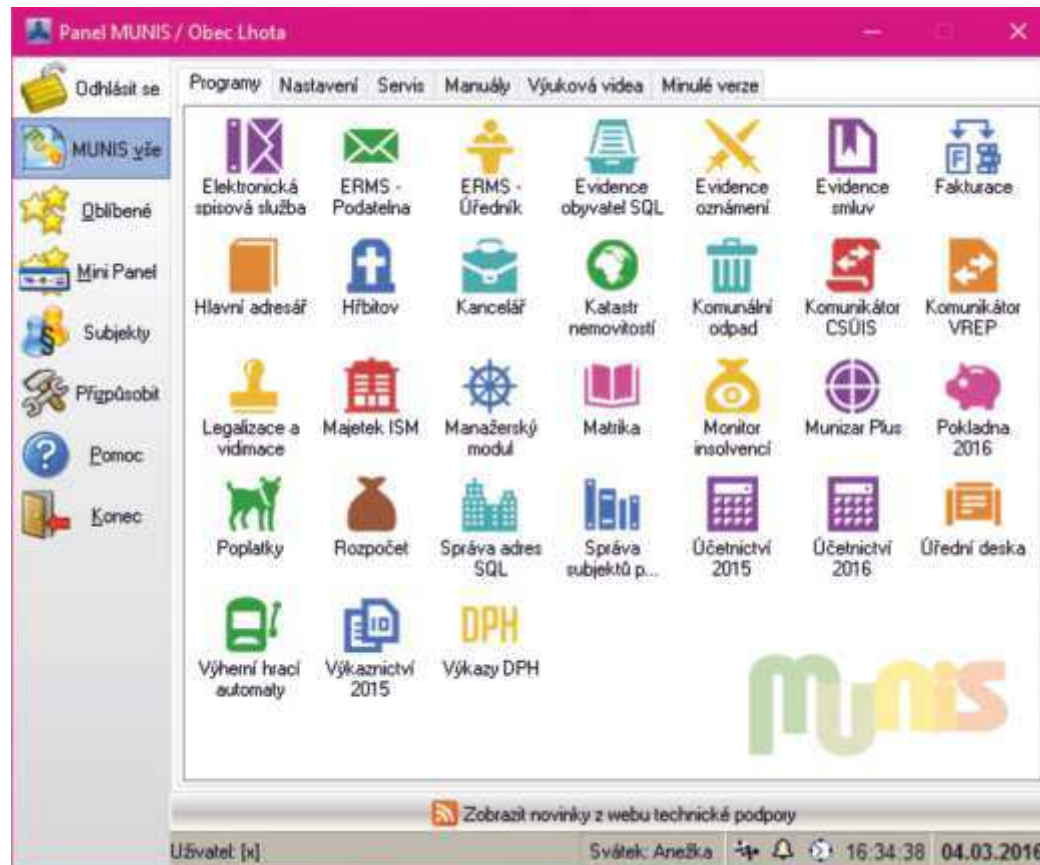 Panel MUNIS / Obec Lhota
Odhlásit se
MUNIS vše
Oblíbené
Mini Panel
Subjekty
Přizpůsobit
Pomoc
Konec
Programy Nastavení Servis Manuály Výuková videa Minulé verze
Elektronická spisová služba
ERMS - Podatelna
ERMS - Úředník
Evidence obyvatel SQL
Evidence oznámení
Evidence smluv
Fakturace
F
Hlavní adresář
Hřbitov
Kancelář
Katastr nemovitostí
Komunální odpad
Komunikátor CSÚIS
Komunikátor VREP
Legalizace a vidimace
Majetek ISM
Manažerský modul
Matrika
Monitor insolvencí
Munizar Plus
Pokladna 2016
Poplatky
Rozpočet
Správa adres SQL
Správa subjektů p...
Účetnictví 2015
Účetnictví 2016
Úřední deska
Výherní hrací automaty
ID
Výkaznictví 2015
DPH
Výkazy DPH
munis
Zobrazit novinky z webu technické podpory
Uživatel: [x]
Svátek: Anežka
16:34:38
04.03.2016